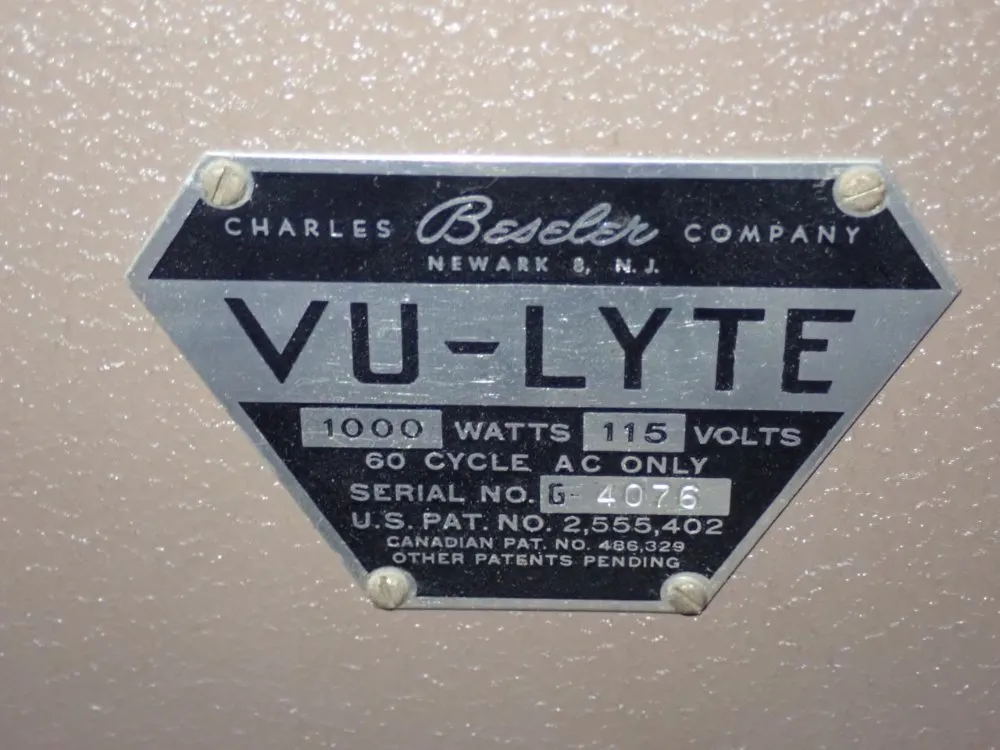 CHARLES Beseler COMPANY
NEWARK 8, N.J.
VU-LYTE
1000 WATTS 115 VOLTS
60 CYCLE AC ONLY
SERIAL NO. G-4076
U.S. PAT. NO. 2,555,402
CANADIAN PAT. NO. 486,329
OTHER PATENTS PENDING